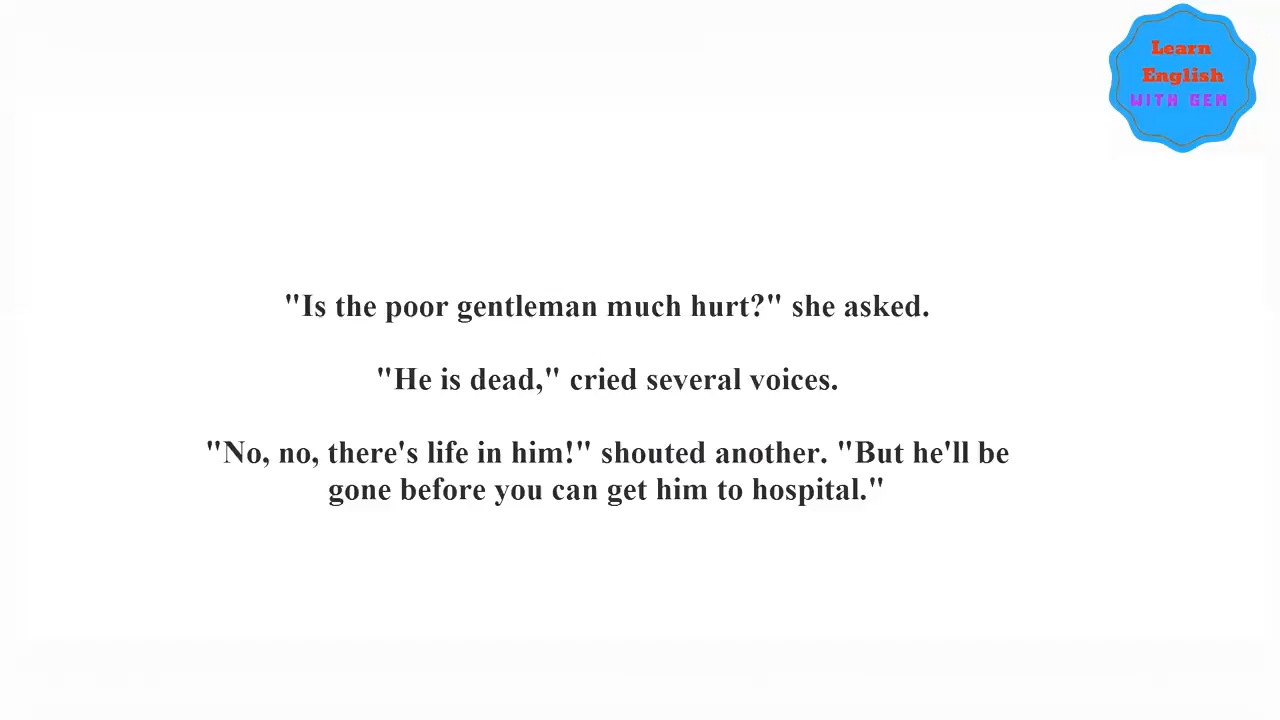 Learn
English
WITH GEM
"Is the poor gentleman much hurt?" she asked.
"He is dead," cried several voices.
"No, no, there's life in him!" shouted another. "But he'll be
gone before you can get him to hospital."